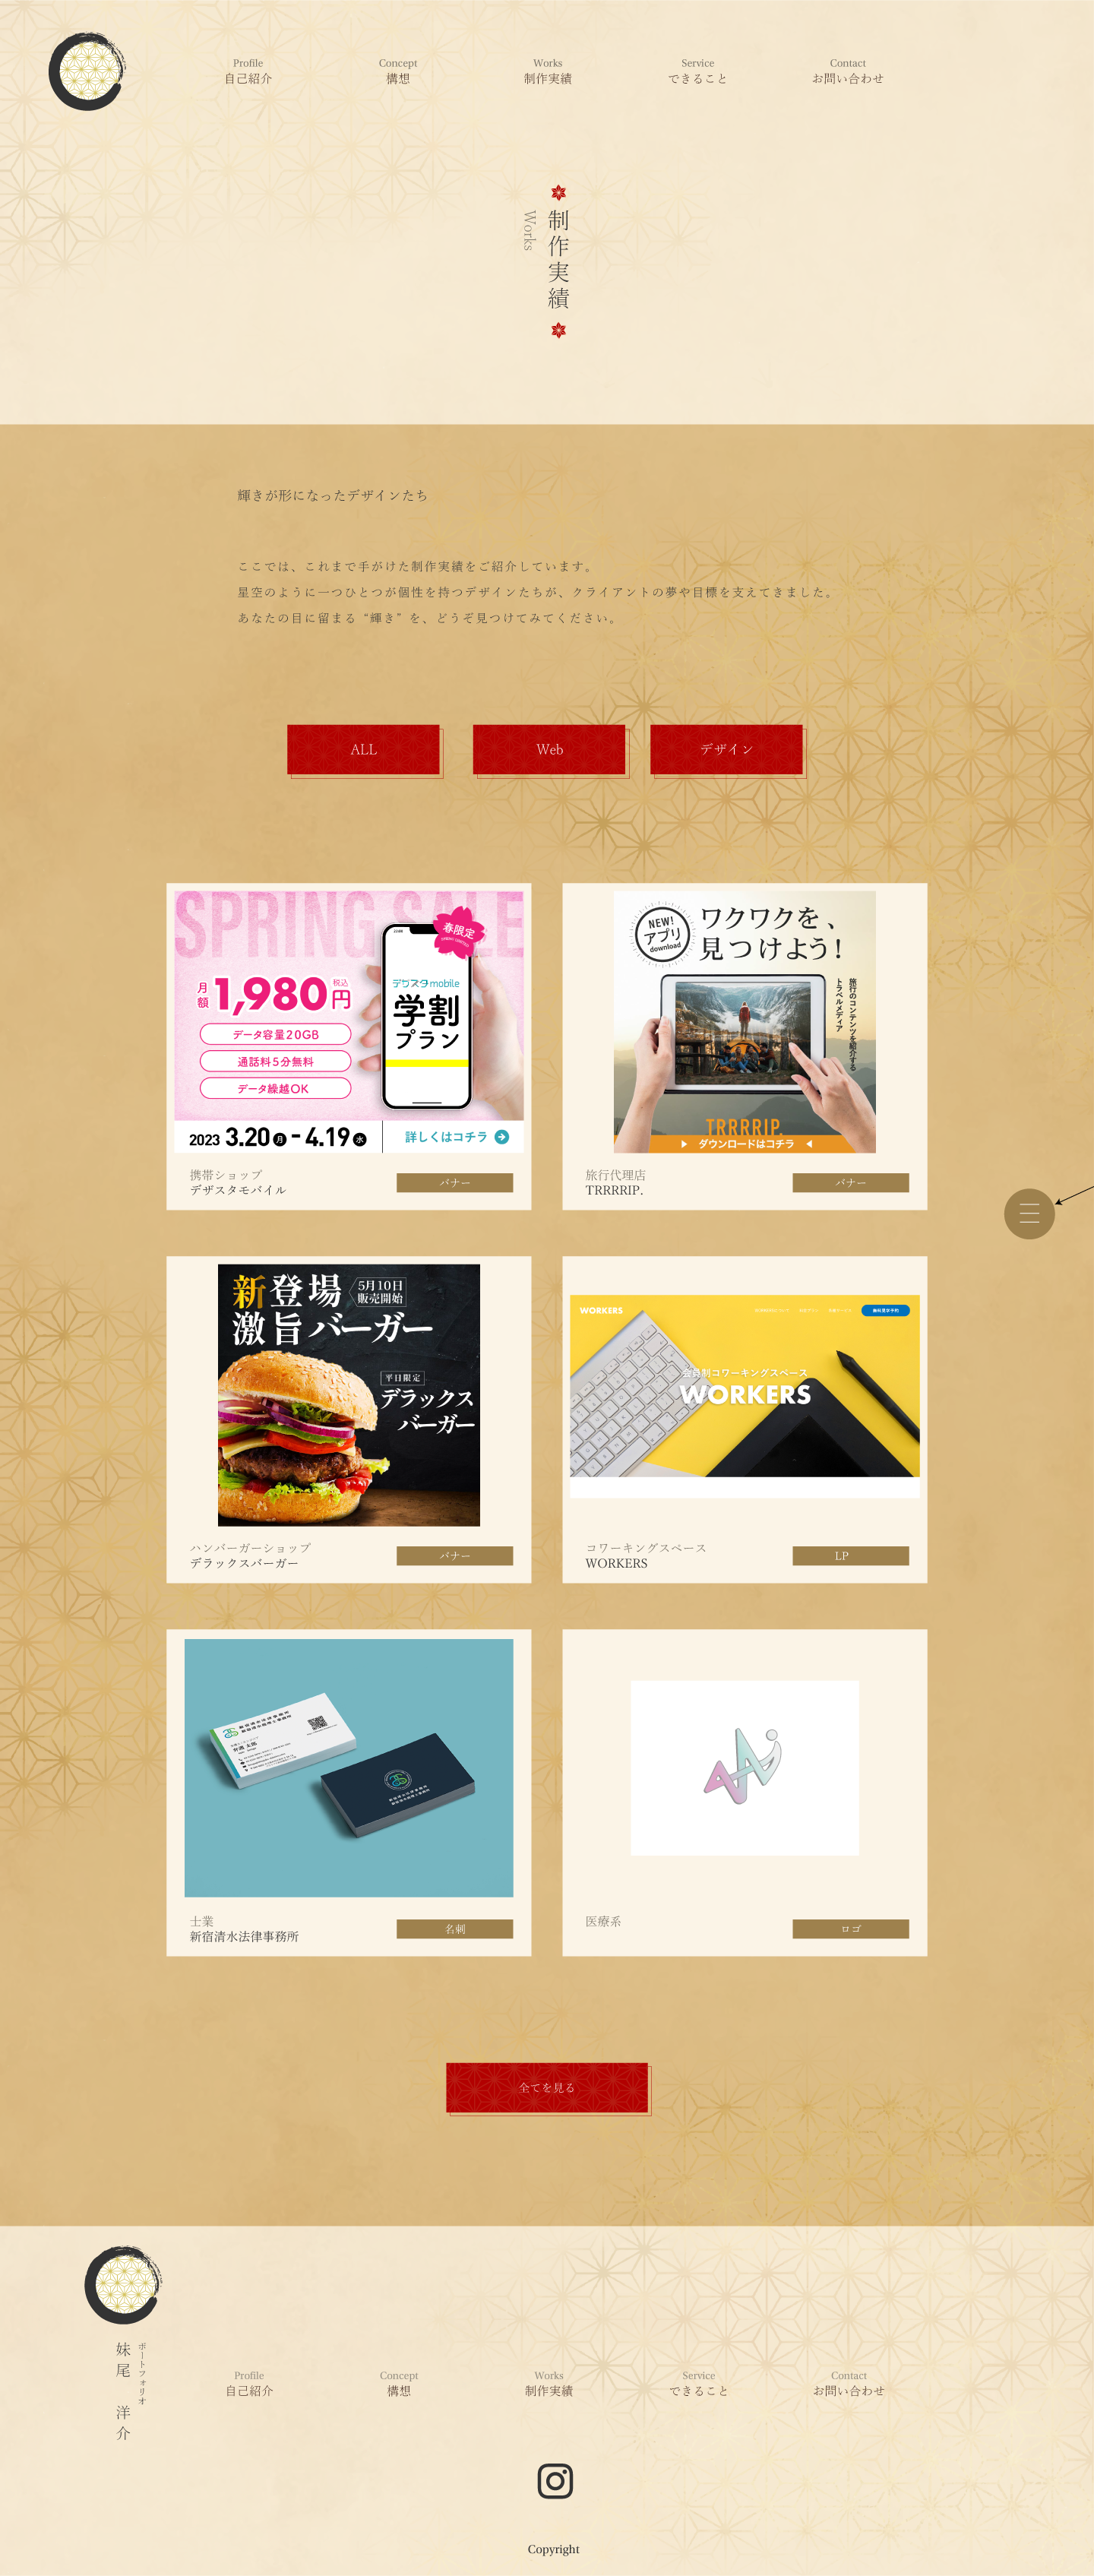 Profile
自己紹介
Concept
構想
Works
制作実績
Service
できること
Contact
お問い合わせ
制作実績
Works
輝きが形になったデザインたち
ここでは、これまで手がけた制作実績をご紹介しています。
星空のように一つひとつが個性を持つデザインたちが、クライアントの夢や目標を支えてきました。
あなたの目に留まる“輝き”を、どうぞ見つけてみてください。
ALL
Web
デザイン
SPRING SALE
春限定
月額1,980円
税込
データ容量20GB
通話料5分無料
データ繰越OK
デザスタmobile
学割
プラン
2023 3.20月-4.19水
詳しくはコチラ
携帯ショップ
デザスタモバイル
バナー
NEW!
アプリ
download
ワクワクを、
見つけよう!
旅行のコンテンツを紹介する
トラベルメディア
TRRRRIP.
ダウンロードはコチラ
旅行代理店
TRRRRIP.
バナー
新登場
5月10日
販売開始
激旨バーガー
平日限定
デラックス
バーガー
ハンバーガーショップ
デラックスバーガー
バナー
WORKERS
会員制コワーキングスペース
WORKERS
コワーキングスペース
WORKERS
LP
士業
新宿清水法律事務所
名刺
医療系
ロゴ
全てを見る
ポートフォリオ
妹尾 洋介
Profile
自己紹介
Concept
構想
Works
制作実績
Service
できること
Contact
お問い合わせ
Copyright